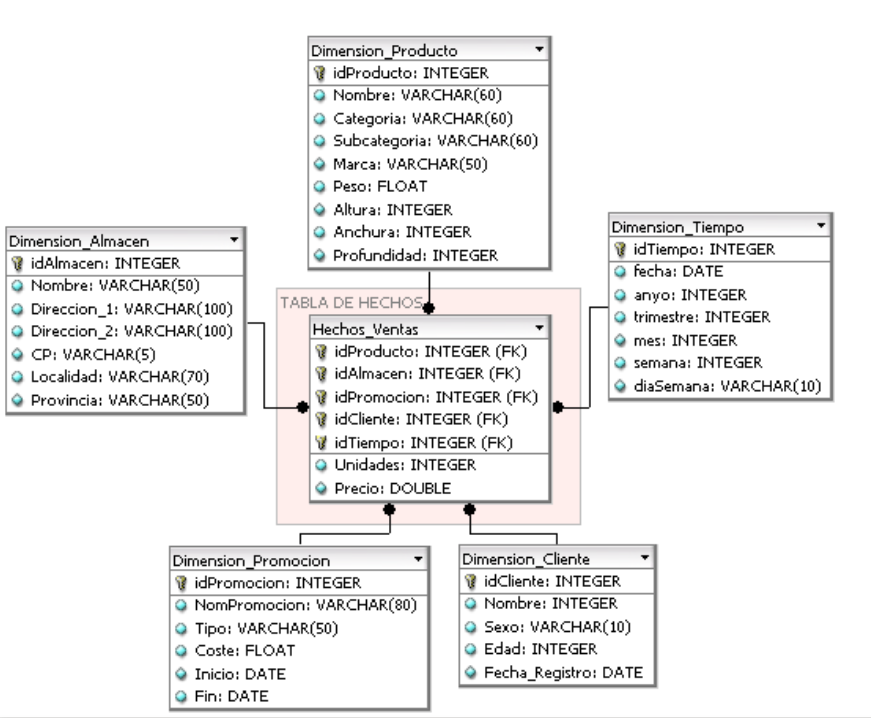 Dimension_Producto
idProducto: INTEGER
Nombre: VARCHAR(60)
Categoria: VARCHAR(60)
Subcategoria: VARCHAR(60)
Marca: VARCHAR(50)
Peso: FLOAT
Altura: INTEGER
Anchura: INTEGER
Profundidad: INTEGER
Dimension_Almacen
idAlmacen: INTEGER
Nombre: VARCHAR(50)
Direccion_1: VARCHAR(100)
Direccion_2: VARCHAR(100)
CP: VARCHAR(5)
Localidad: VARCHAR(70)
Provincia: VARCHAR(50)
Dimension_Tiempo
idTiempo: INTEGER
fecha: DATE
anyo: INTEGER
trimestre: INTEGER
mes: INTEGER
semana: INTEGER
diaSemana: VARCHAR(10)
TABLA DE HECHOS
Hechos_Ventas
idProducto: INTEGER (FK)
idAlmacen: INTEGER (FK)
idPromocion: INTEGER (FK)
idCliente: INTEGER (FK)
idTiempo: INTEGER (FK)
Unidades: INTEGER
Precio: DOUBLE
Dimension_Promocion
idPromocion: INTEGER
NomPromocion: VARCHAR(80)
Tipo: VARCHAR(50)
Coste: FLOAT
Inicio: DATE
Fin: DATE
Dimension_Cliente
idCliente: INTEGER
Nombre: INTEGER
Sexo: VARCHAR(10)
Edad: INTEGER
Fecha_Registro: DATE